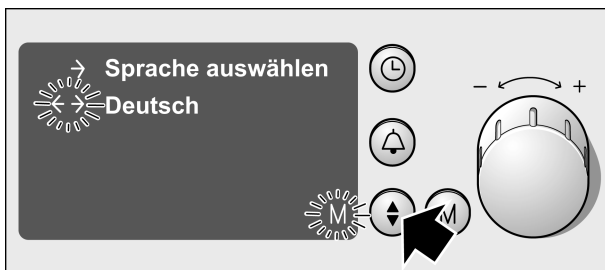 → Sprache auswählen
← → Deutsch
M
M
- +